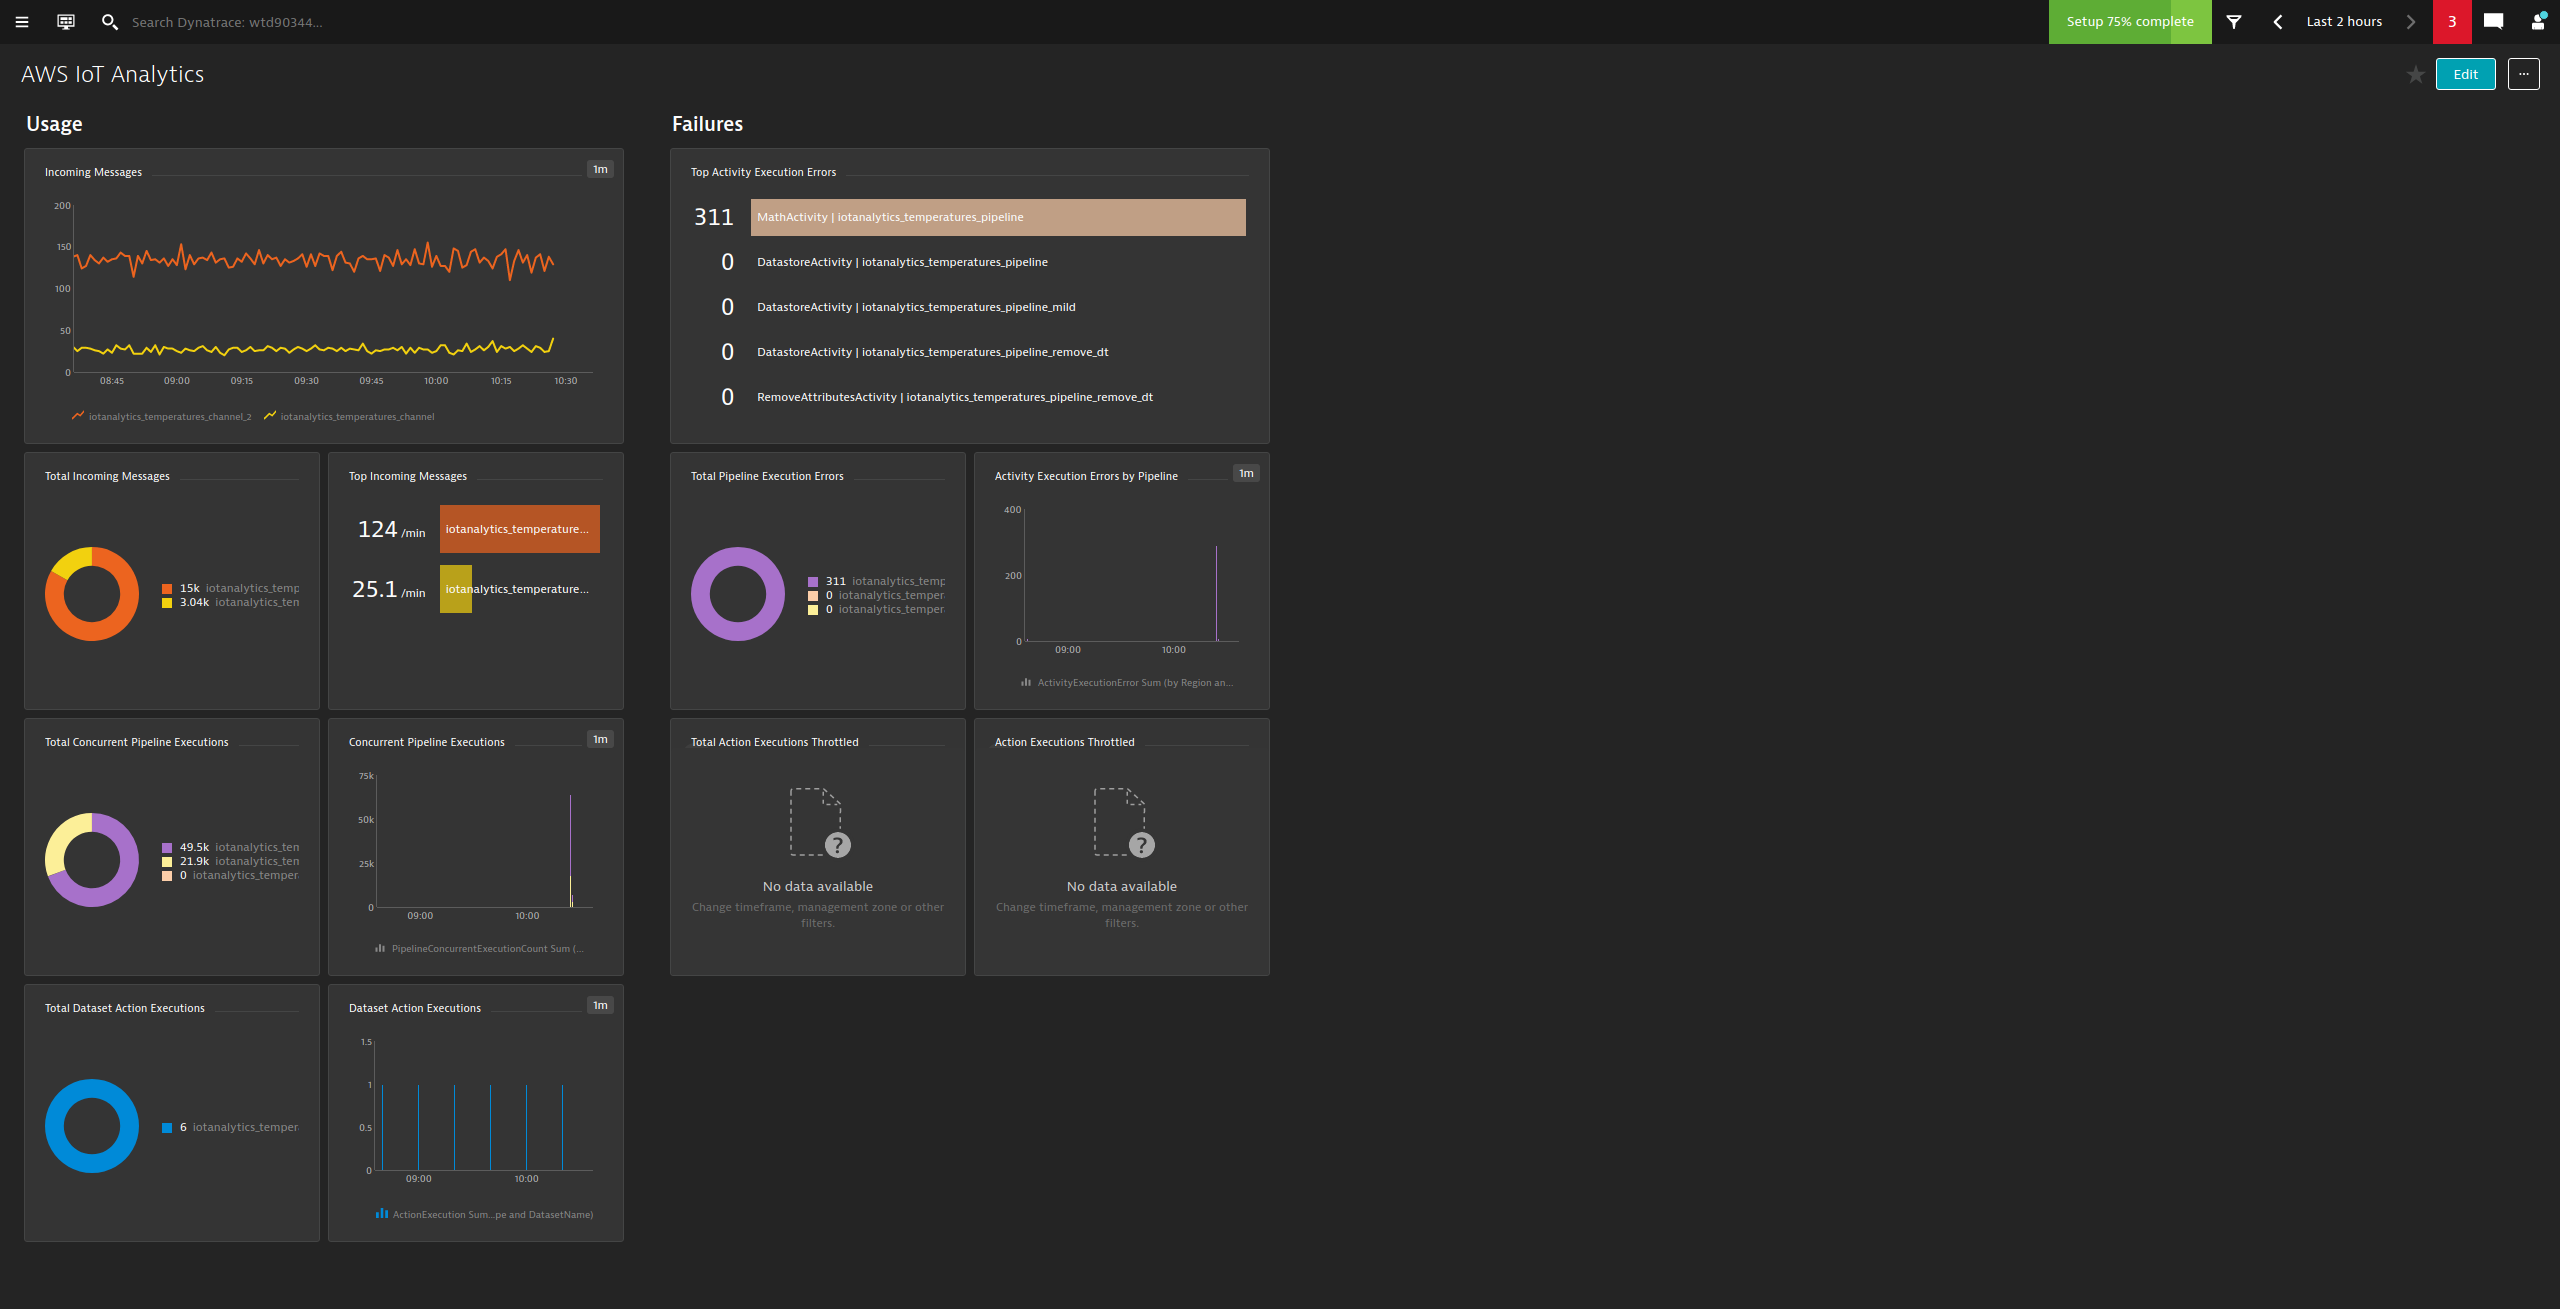 Search Dynatrace: wtd90344...
Setup 75% complete
Last 2 hours
3
AWS IoT Analytics
Edit
...
Usage
Failures
Incoming Messages
1m
200
150
100
50
0
08:45
09:00
09:15
09:30
09:45
10:00
10:15
10:30
iotanalytics_temperatures_channel_2
iotanalytics_temperatures_channel
Top Activity Execution Errors
311 MathActivity | iotanalytics_temperatures_pipeline
0 DatastoreActivity | iotanalytics_temperatures_pipeline
0 DatastoreActivity | iotanalytics_temperatures_pipeline_mild
0 DatastoreActivity | iotanalytics_temperatures_pipeline_remove_dt
0 RemoveAttributesActivity | iotanalytics_temperatures_pipeline_remove_dt
Total Incoming Messages
15k iotanalytics_temp
3.04k iotanalytics_ten
Top Incoming Messages
124 /min iotanalytics_temperature...
25.1 /min iotanalytics_temperature...
Total Pipeline Execution Errors
311 iotanalytics_temp
0 iotanalytics_temper
0 iotanalytics_temper
Activity Execution Errors by Pipeline
1m
400
200
0
09:00
10:00
ActivityExecutionError Sum (by Region an...
Total Concurrent Pipeline Executions
49.5k iotanalytics_ten
21.9k iotanalytics_ten
0 iotanalytics_temper
Concurrent Pipeline Executions
1m
75k
50k
25k
0
09:00
10:00
PipelineConcurrentExecutionCount Sum (...
Total Action Executions Throttled
?
No data available
Change timeframe, management zone or other
filters.
Action Executions Throttled
?
No data available
Change timeframe, management zone or other
filters.
Total Dataset Action Executions
6 iotanalytics_temper
Dataset Action Executions
1m
1.5
1
0.5
0
09:00
10:00
ActionExecution Sum...pe and DatasetName)